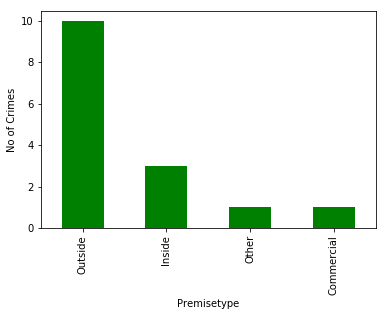 10
8
6
4
2
0
No of Crimes
Outside
Inside
Other
Commercial
Premisetype